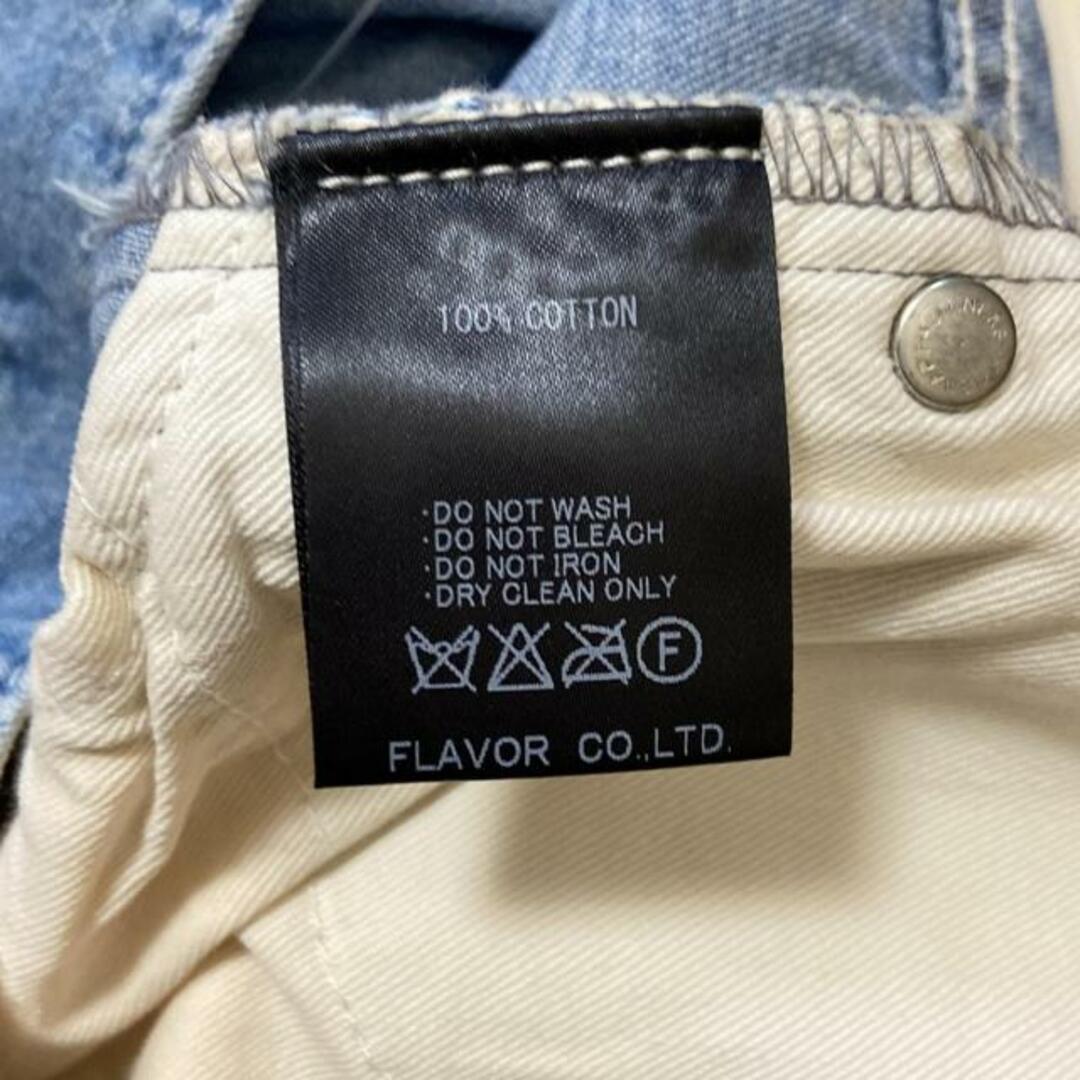 100% COTTON
·DO NOT WASH
·DO NOT BLEACH
·DO NOT IRON
·DRY CLEAN ONLY
F
FLAVOR CO.,LTD.